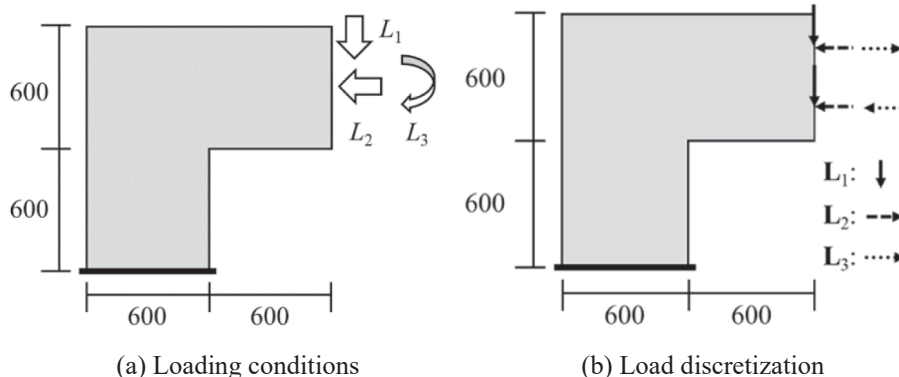 L₁
600
L₂ L₃
600
600 600
(a) Loading conditions
600
L₁:
600
L₂:
L₃:
600 600
(b) Load discretization